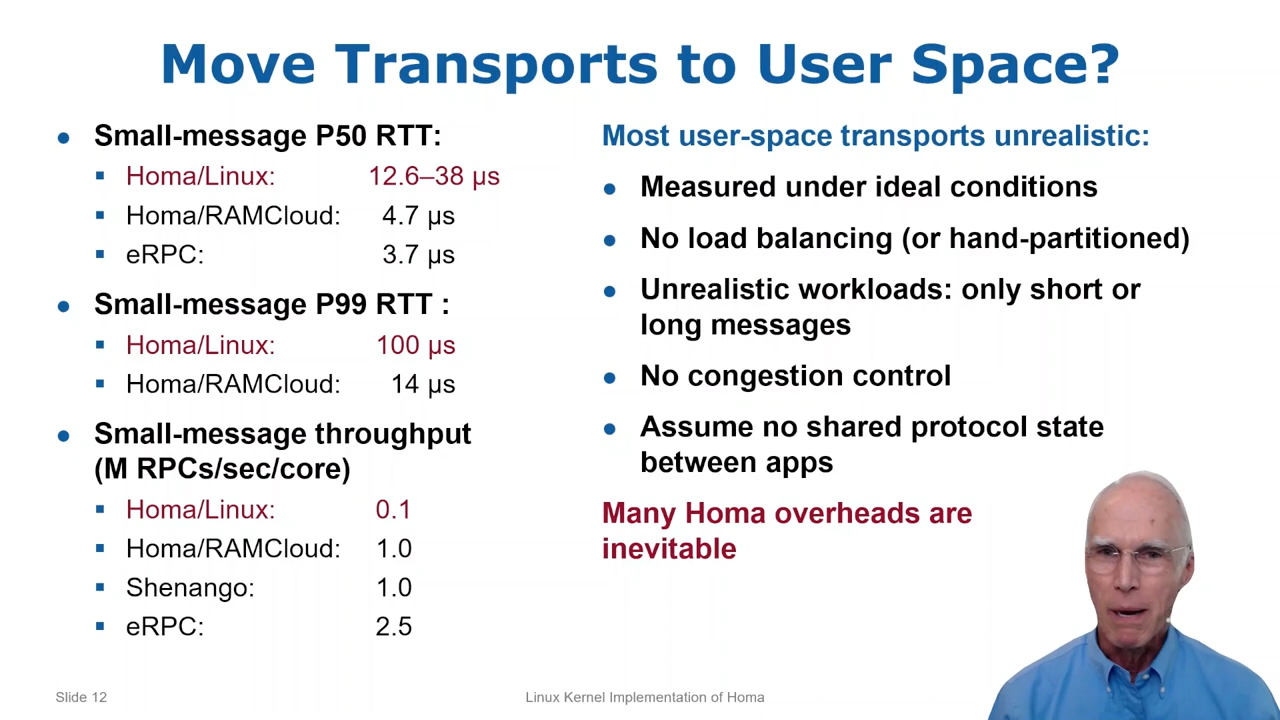 Move Transports to User Space?
Small-message P50 RTT:
Homa/Linux: 12.6–38 µs
Homa/RAMCloud: 4.7 µs
eRPC: 3.7 µs
Small-message P99 RTT :
Homa/Linux: 100 µs
Homa/RAMCloud: 14 µs
Small-message throughput
(M RPCs/sec/core)
Homa/Linux: 0.1
Homa/RAMCloud: 1.0
Shenango: 1.0
eRPC: 2.5
Most user-space transports unrealistic:
Measured under ideal conditions
No load balancing (or hand-partitioned)
Unrealistic workloads: only short or
long messages
No congestion control
Assume no shared protocol state
between apps
Many Homa overheads are
inevitable
Slide 12
Linux Kernel Implementation of Homa